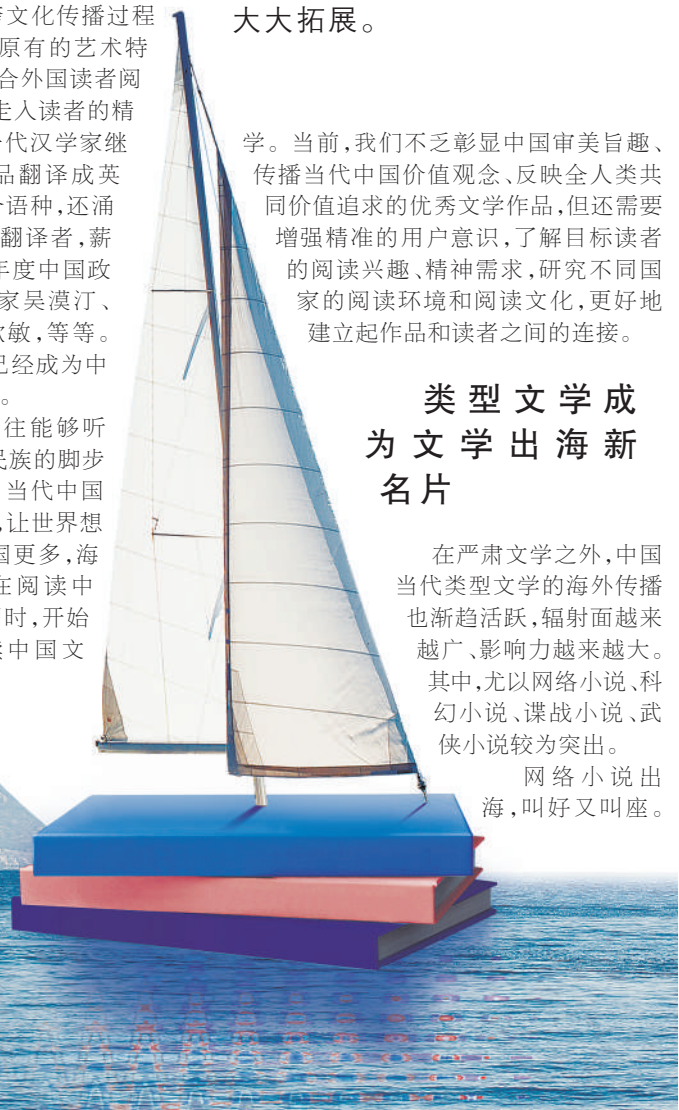 文化传播过程
原有的艺术特
合外国读者阅
走入读者的精
代汉学家继
品翻译成英
语种,还涌
翻译者,薪
年度中国政
家吴漠汀、
敏,等等。
已经成为中
。
往能够听
民族的脚步
当代中国
,让世界想
国更多,海
在阅读中
时,开始
中国文
大大拓展。
学。当前,我们不乏彰显中国审美旨趣、
传播当代中国价值观念、反映全人类共
同价值追求的优秀文学作品,但还需要
增强精准的用户意识,了解目标读者
的阅读兴趣、精神需求,研究不同国
家的阅读环境和阅读文化,更好地
建立起作品和读者之间的连接。
类型文学成
为文学出海新
名片
在严肃文学之外,中国
当代类型文学的海外传播
也渐趋活跃,辐射面越来
越广、影响力越来越大。
其中,尤以网络小说、科
幻小说、谍战小说、武
侠小说较为突出。
网络小说出
海,叫好又叫座。